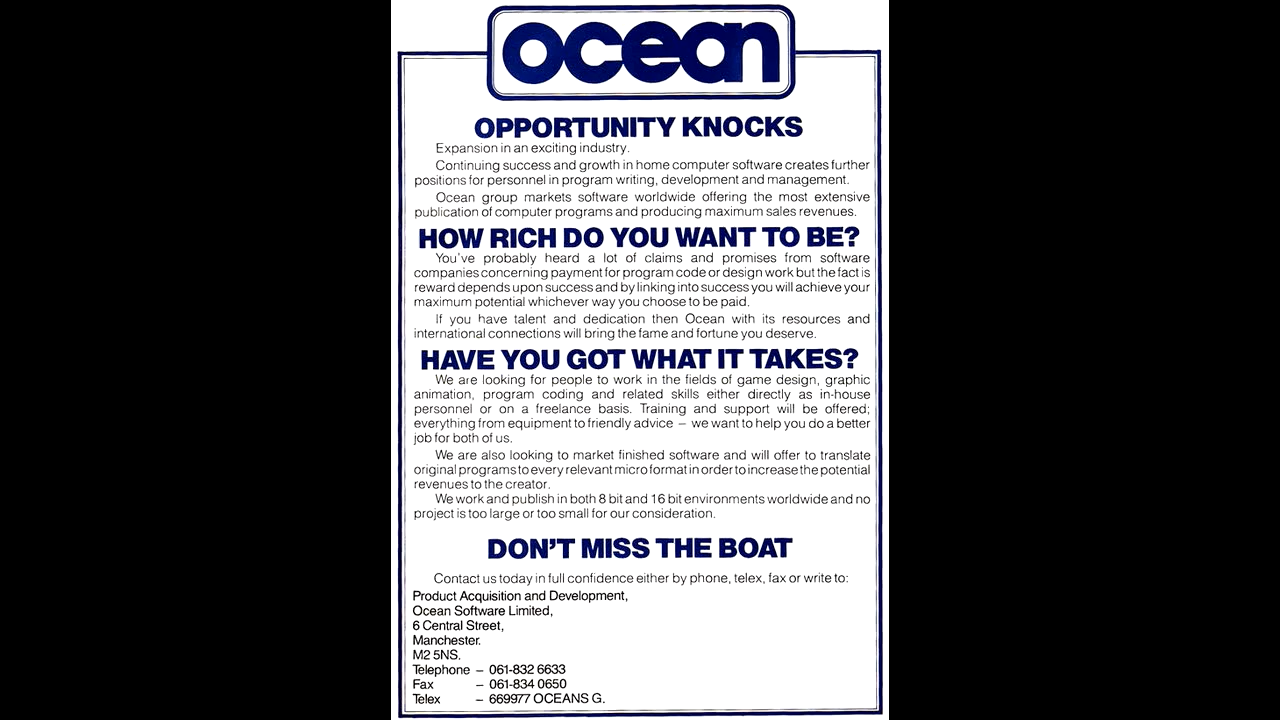 ocean
OPPORTUNITY KNOCKS
Expansion in an exciting industry.
Continuing success and growth in home computer software creates further
positions for personnel in program writing, development and management.
Ocean group markets software worldwide offering the most extensive
publication of computer programs and producing maximum sales revenues.
HOW RICH DO YOU WANT TO BE?
You've probably heard a lot of claims and promises from software
companies concerning payment for program code or design work but the fact is
reward depends upon success and by linking into success you will achieve your
maximum potential whichever way you choose to be paid.
If you have talent and dedication then Ocean with its resources and
international connections will bring the fame and fortune you deserve.
HAVE YOU GOT WHAT IT TAKES?
We are looking for people to work in the fields of game design, graphic
animation, program coding and related skills either directly as in-house
personnel or on a freelance basis. Training and support will be offered;
everything from equipment to friendly advice – we want to help you do a better
job for both of us.
We are also looking to market finished software and will offer to translate
original programs to every relevant micro format in order to increase the potential
revenues to the creator.
We work and publish in both 8 bit and 16 bit environments worldwide and no
project is too large or too small for our consideration.
DON'T MISS THE BOAT
Contact us today in full confidence either by phone, telex, fax or write to:
Product Acquisition and Development,
Ocean Software Limited,
6 Central Street,
Manchester.
M2 5NS.
Telephone – 061-832 6633
Fax – 061-834 0650
Telex – 669977 OCEANS G.